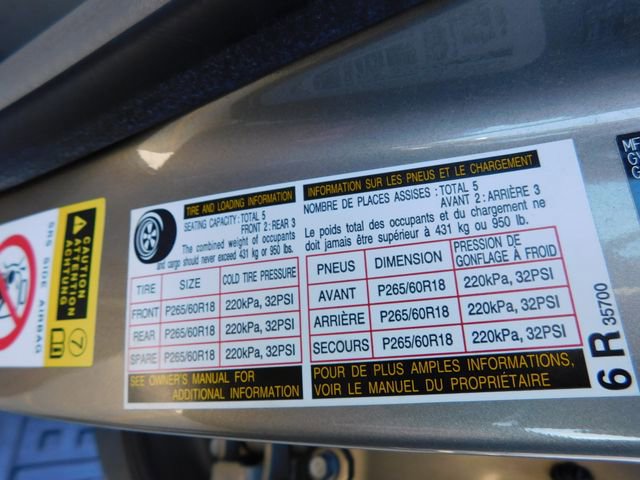 TIRE AND LOADING INFORMATION
SEATING CAPACITY: TOTAL 5
FRONT 2: REAR 3
The combined weight of occupants
and cargo should never exceed 431 kg or 950 lbs.
TIRE SIZE COLD TIRE PRESSURE
FRONT P265/60R18 220kPa, 32PSI
REAR P265/60R18 220kPa, 32PSI
SPARE P265/60R18 220kPa, 32PSI
SEE OWNER'S MANUAL FOR
ADDITIONAL INFORMATION
INFORMATION SUR LES PNEUS ET LE CHARGEMENT
NOMBRE DE PLACES ASSISES : TOTAL 5
AVANT 2 : ARRIÈRE 3
Le poids total des occupants et du chargement ne
doit jamais être supérieur à 431 kg ou 950 lb.
PNEUS DIMENSION PRESSION DE
GONFLAGE À FROID
AVANT P265/60R18 220kPa, 32PSI
ARRIÈRE P265/60R18 220kPa, 32PSI
SECOURS P265/60R18 220kPa, 32PSI
POUR DE PLUS AMPLES INFORMATIONS,
VOIR LE MANUEL DU PROPRIÉTAIRE
6 R 35700
SRS SIDE AIRBAG
CAUTION
ATTENTION
ACHTUNG
7
MF